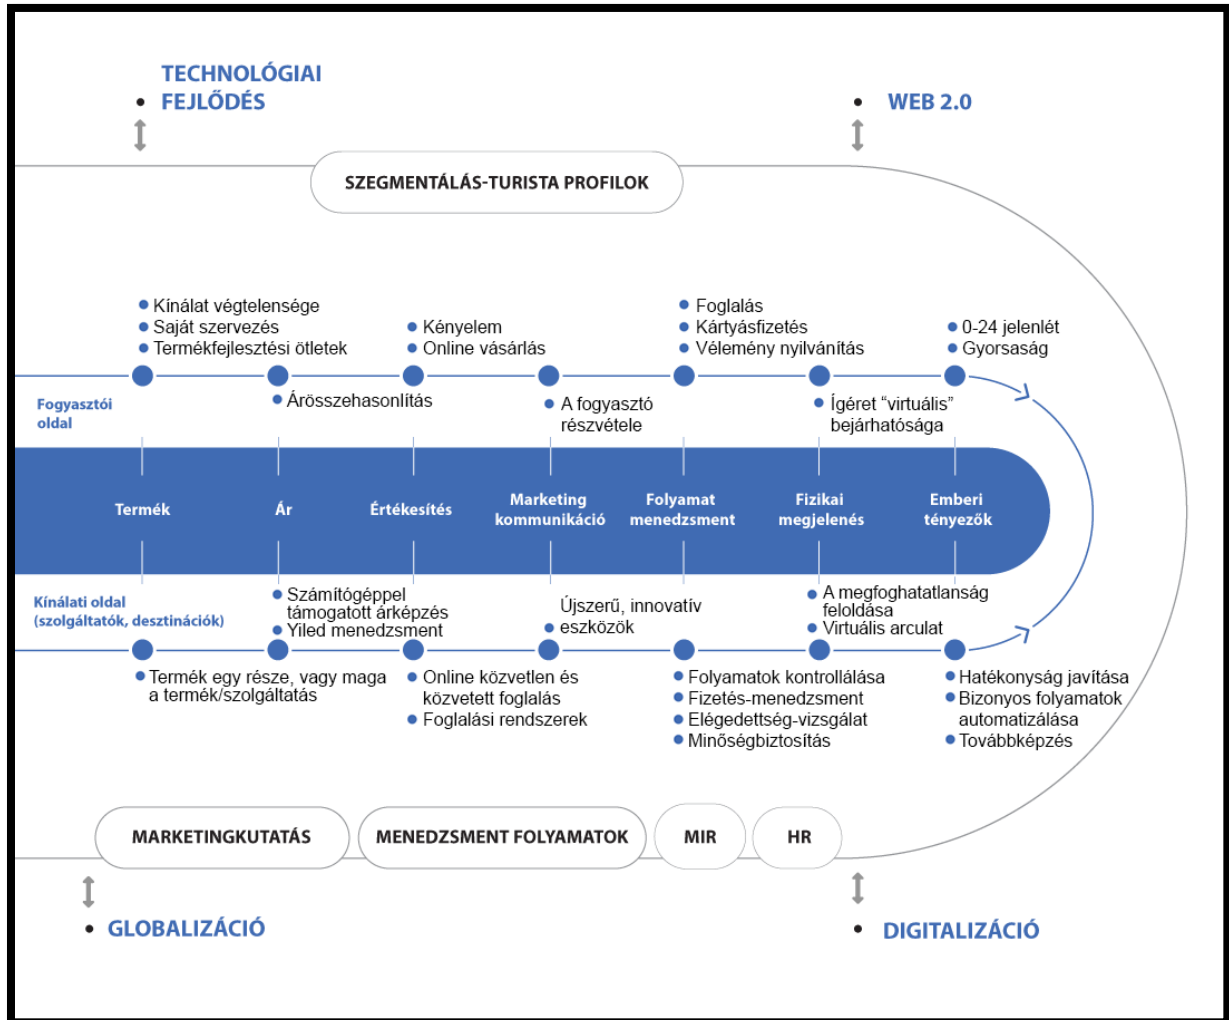 TECHNOLÓGIAI
FEJLŐDÉS
WEB 2.0
SZEGMENTÁLÁS-TURISTA PROFILOK
Kínálat végtelensége
Saját szervezés
Termékfejlesztési ötletek
Kényelem
Online vásárlás
Foglalás
Kártyásfizetés
Vélemény nyilvánítás
0-24 jelenlét
Gyorsaság
Fogyasztói
oldal
Árösszehasonlítás
A fogyasztó
részvétele
Ígéret “virtuális”
bejárhatósága
Termék
Ár
Értékesítés
Marketing
kommunikáció
Folyamat
menedzsment
Fizikai
megjelenés
Emberi
tényezők
Kínálati oldal
(szolgáltatók, desztinációk)
Számítógéppel
támogatott árképzés
Yiled menedzsment
Újszerű, innovatív
eszközök
A megfoghatatlanság
feloldása
Virtuális arculat
Termék egy része, vagy maga
a termék/szolgáltatás
Online közvetlen és
közvetett foglalás
Foglalási rendszerek
Folyamatok kontrollálása
Fizetés-menedzsment
Elégedettség-vizsgálat
Minőségbiztosítás
Hatékonyság javítása
Bizonyos folyamatok
automatizálása
Továbbképzés
MARKETINGKUTATÁS
MENEDZSMENT FOLYAMATOK
MIR
HR
GLOBALIZÁCIÓ
DIGITALIZÁCIÓ